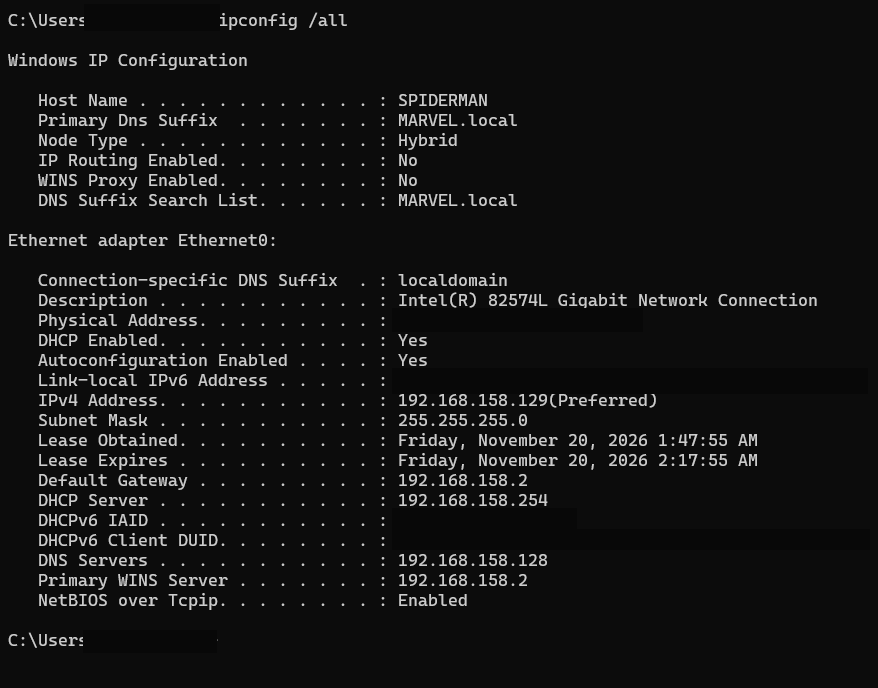 C:\Users ipconfig /all
Windows IP Configuration
Host Name . . . . . . . . . . . . : SPIDERMAN
Primary Dns Suffix  . . . . . . . : MARVEL.local
Node Type . . . . . . . . . . . . : Hybrid
IP Routing Enabled. . . . . . . . : No
WINS Proxy Enabled. . . . . . . . : No
DNS Suffix Search List. . . . . . : MARVEL.local
Ethernet adapter Ethernet0:
Connection-specific DNS Suffix  . : localdomain
Description . . . . . . . . . . . : Intel(R) 82574L Gigabit Network Connection
Physical Address. . . . . . . . . :
DHCP Enabled. . . . . . . . . . . : Yes
Autoconfiguration Enabled . . . . : Yes
Link-local IPv6 Address . . . . . :
IPv4 Address. . . . . . . . . . . : 192.168.158.129(Preferred)
Subnet Mask . . . . . . . . . . . : 255.255.255.0
Lease Obtained. . . . . . . . . . : Friday, November 20, 2026 1:47:55 AM
Lease Expires . . . . . . . . . . : Friday, November 20, 2026 2:17:55 AM
Default Gateway . . . . . . . . . : 192.168.158.2
DHCP Server . . . . . . . . . . . : 192.168.158.254
DHCPv6 IAID . . . . . . . . . . . :
DHCPv6 Client DUID. . . . . . . . :
DNS Servers . . . . . . . . . . . : 192.168.158.128
Primary WINS Server . . . . . . . : 192.168.158.2
NetBIOS over Tcpip. . . . . . . . : Enabled
C:\Users